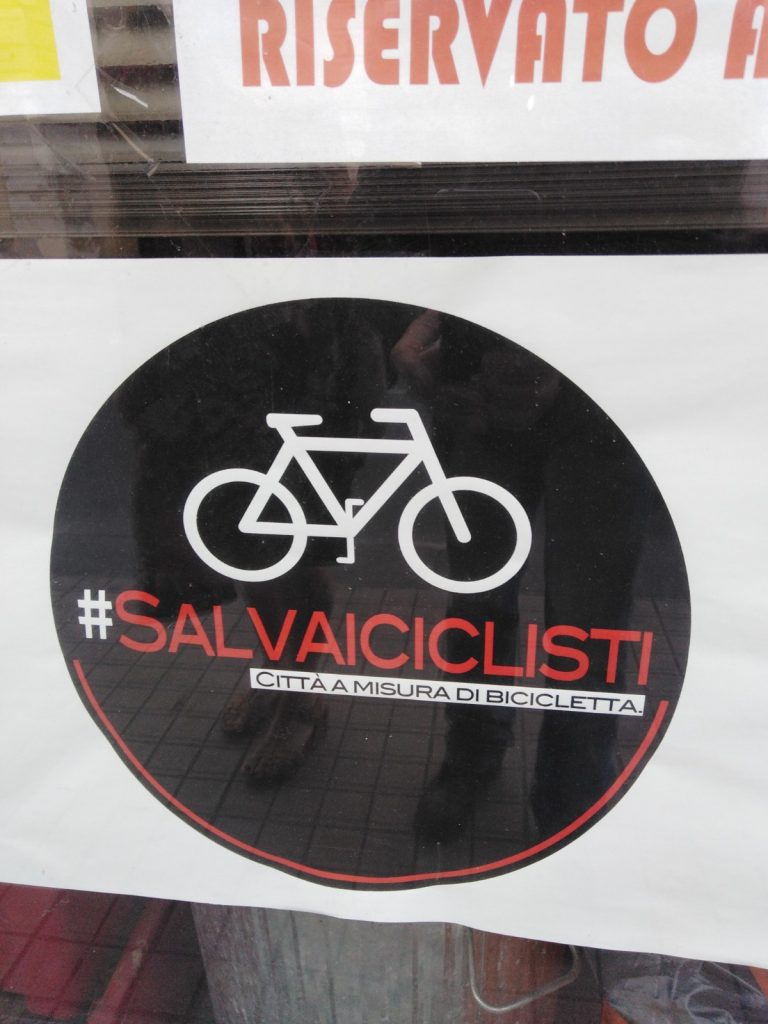 RISERVATO A
#SALVAICICLISTI
CITTÀ A MISURA DI BICICLETTA.